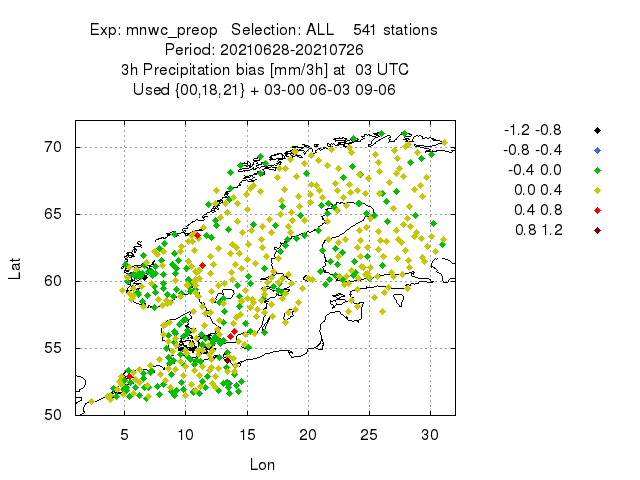 Exp: mnwc_preop Selection: ALL 541 stations
Period: 20210628-20210726
3h Precipitation bias [mm/3h] at 03 UTC
Used {00,18,21} + 03-00 06-03 09-06
-1.2 -0.8
-0.8 -0.4
-0.4 0.0
0.0 0.4
0.4 0.8
0.8 1.2
70
65
60
55
50
Lat
5 10 15 20 25 30
Lon